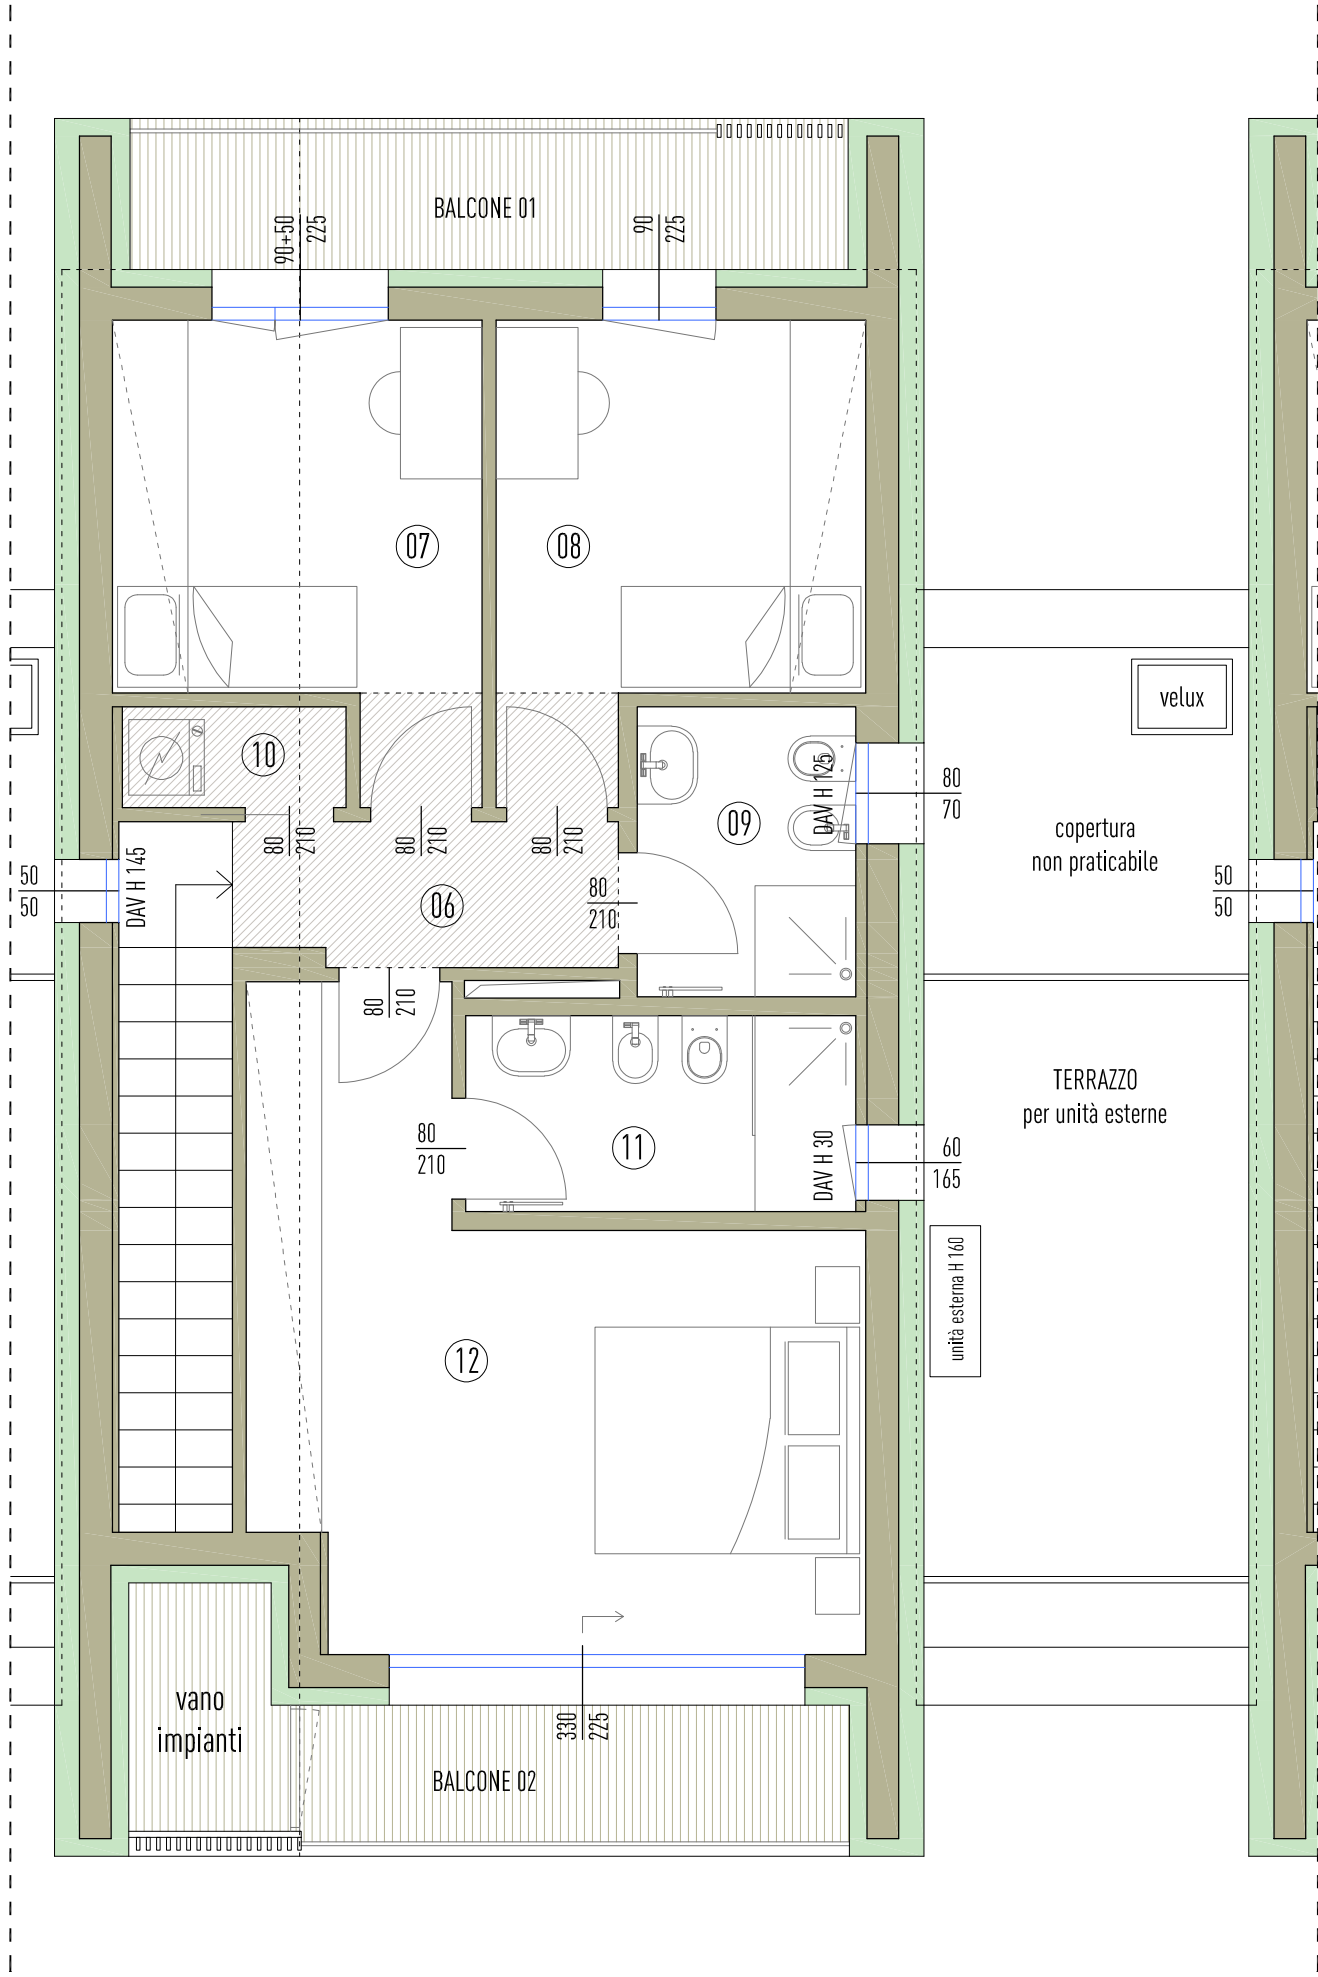 BALCONE 01
90+50
225
90
225
07
08
velux
10
DAV H 125
80
70
09
copertura
non praticabile
80
210
80
210
80
210
50
50
DAV H 145
06
80
210
50
50
80
210
TERRAZZO
per unità esterne
80
210
11
DAV H 30
60
165
unità esterna H 160
12
vano
impianti
330
225
BALCONE 02